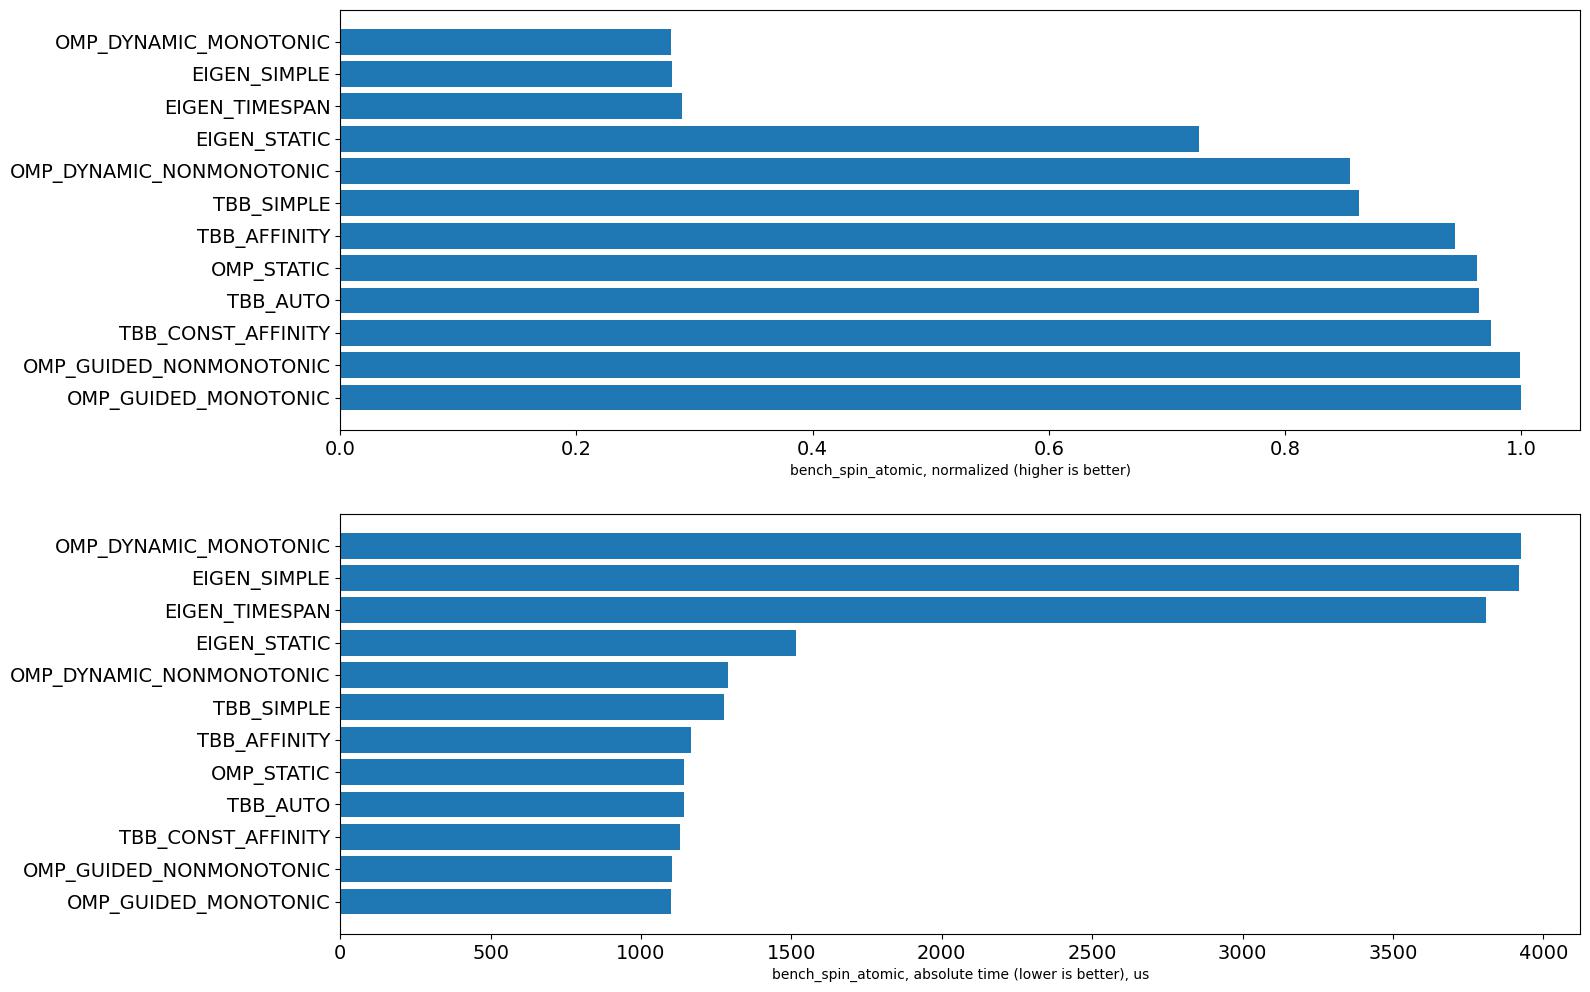 OMP_DYNAMIC_MONOTONIC
EIGEN_SIMPLE
EIGEN_TIMESPAN
EIGEN_STATIC
OMP_DYNAMIC_NONMONOTONIC
TBB_SIMPLE
TBB_AFFINITY
OMP_STATIC
TBB_AUTO
TBB_CONST_AFFINITY
OMP_GUIDED_NONMONOTONIC
OMP_GUIDED_MONOTONIC
0.0 0.2 0.4 0.6 0.8 1.0
bench_spin_atomic, normalized (higher is better)
OMP_DYNAMIC_MONOTONIC
EIGEN_SIMPLE
EIGEN_TIMESPAN
EIGEN_STATIC
OMP_DYNAMIC_NONMONOTONIC
TBB_SIMPLE
TBB_AFFINITY
OMP_STATIC
TBB_AUTO
TBB_CONST_AFFINITY
OMP_GUIDED_NONMONOTONIC
OMP_GUIDED_MONOTONIC
0 500 1000 1500 2000 2500 3000 3500 4000
bench_spin_atomic, absolute time (lower is better), us